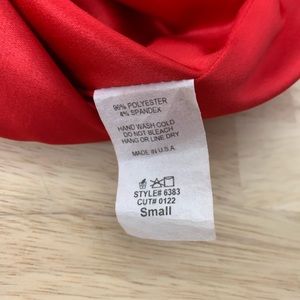 96% POLYESTER
4% SPANDEX
HAND WASH COLD
DO NOT BLEACH
HANG OR LINE DRY
MADE IN U.S.A
STYLE# 6383
CUT# 0122
Small